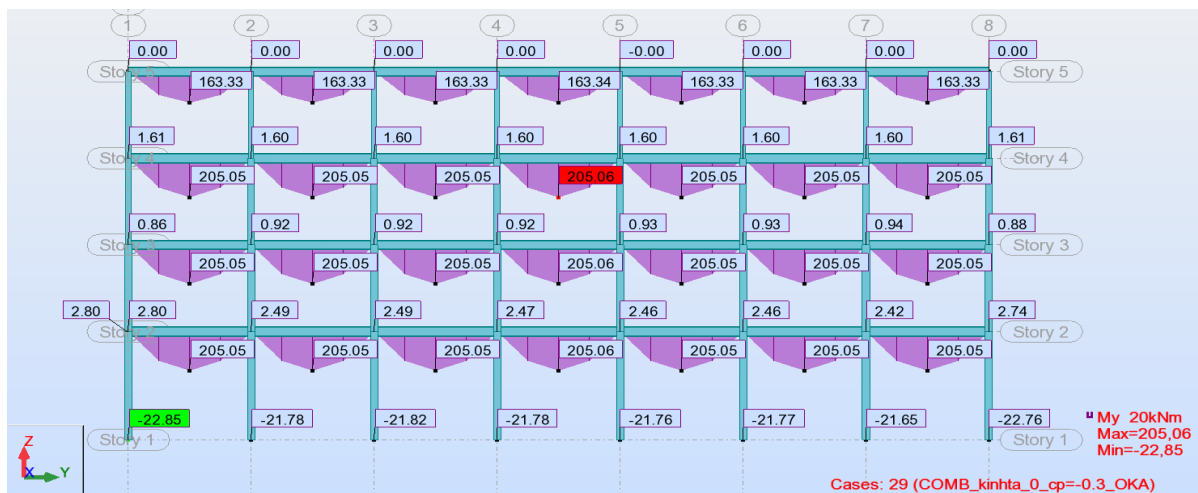 1 2 3 4 5 6 7 8
0.00 0.00 0.00 0.00 -0.00 0.00 0.00 0.00
Story 5
163.33 163.33 163.33 163.34 163.33 163.33 163.33
1.61 1.60 1.60 1.60 1.60 1.60 1.60 1.61
Story 4
205.05 205.05 205.05 205.06 205.05 205.05 205.05
0.86 0.92 0.92 0.92 0.93 0.93 0.94 0.88
Story 3
205.05 205.05 205.05 205.06 205.05 205.05 205.05
2.80 2.80 2.49 2.49 2.47 2.46 2.46 2.42 2.74
Story 2
205.05 205.05 205.05 205.06 205.05 205.05 205.05
-22.85 -21.78 -21.82 -21.78 -21.76 -21.77 -21.65 -22.76
Story 1 Story 1
My 20kNm
Max=205,06
Min=-22,85
Z
X Y
Cases: 29 (COMB_kinhta_0_cp=-0.3_OKA)